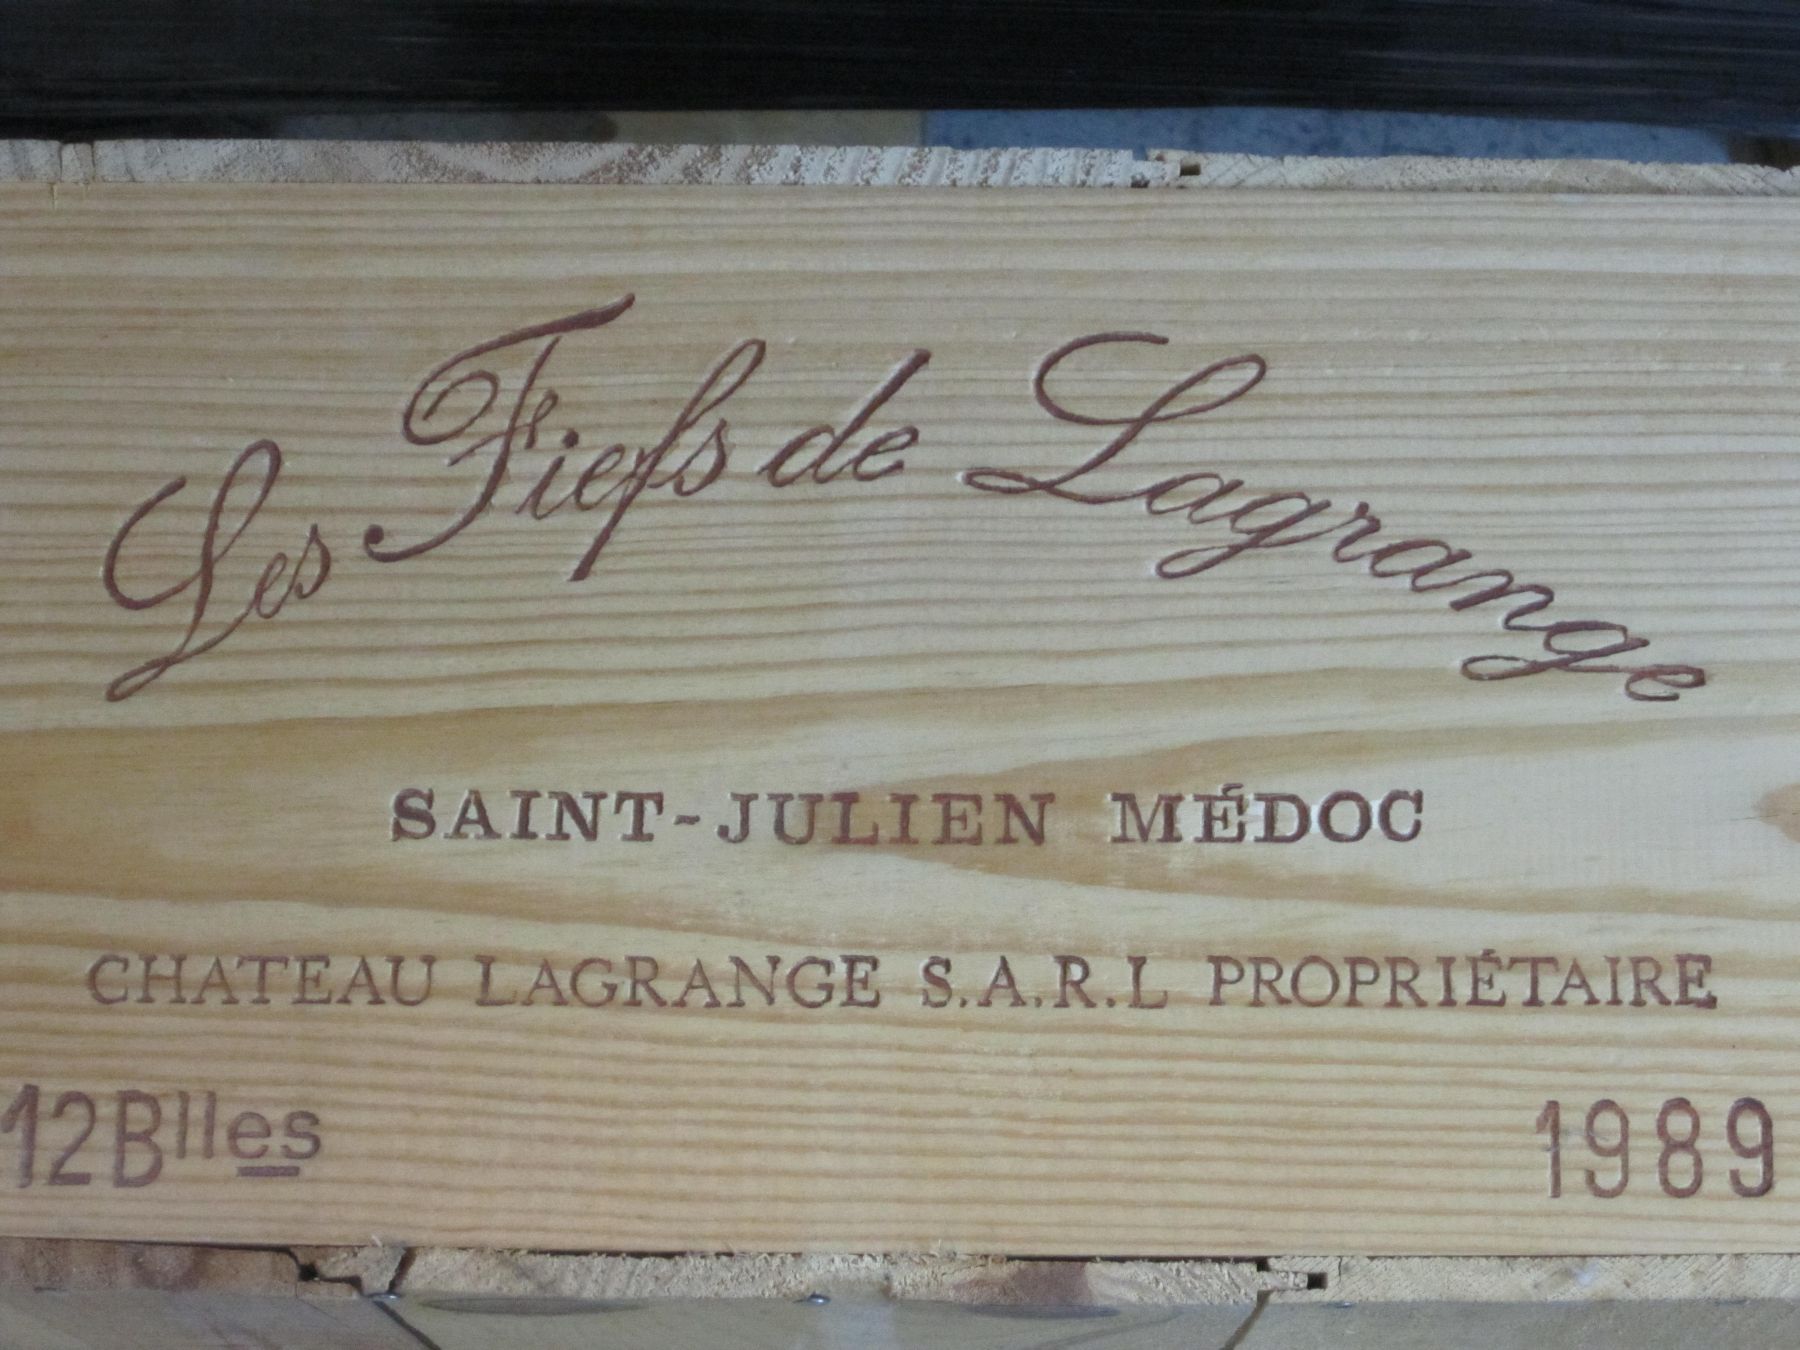 Les Fiefs de Lagrange
SAINT-JULIEN MÉDOC
CHATEAU LAGRANGE S.A.R.L PROPRIÉTAIRE
12Blles 1989